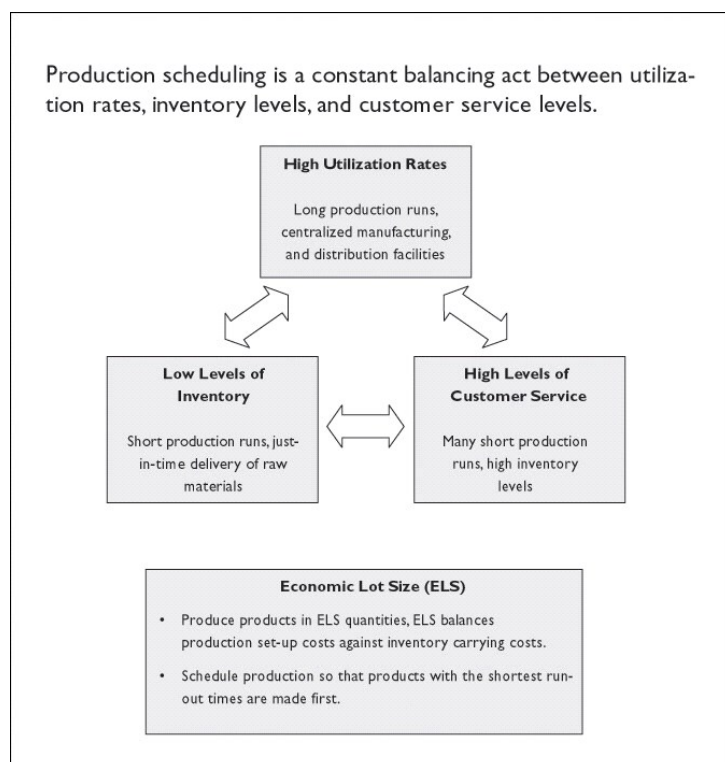 Production scheduling is a constant balancing act between utiliza-
tion rates, inventory levels, and customer service levels.
High Utilization Rates
Long production runs,
centralized manufacturing,
and distribution facilities
Low Levels of
Inventory
Short production runs, just-
in-time delivery of raw
materials
High Levels of
Customer Service
Many short production
runs, high inventory
levels
Economic Lot Size (ELS)
• Produce products in ELS quantities, ELS balances
production set-up costs against inventory carrying costs.
• Schedule production so that products with the shortest run-
out times are made first.